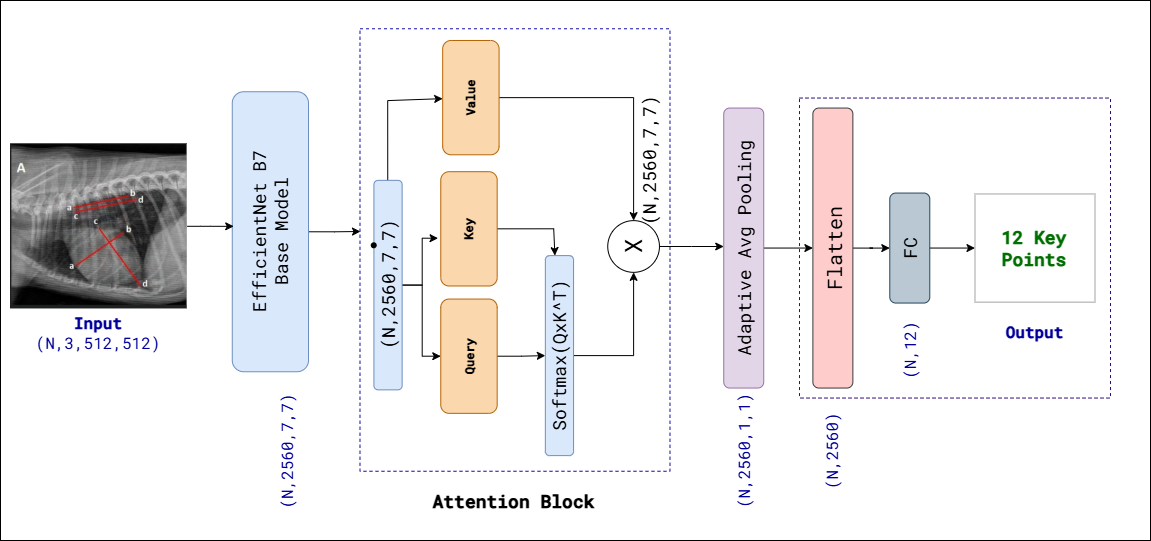 A
a
b
c
d
c
b
a
d
Input
(N,3,512,512)
EfficientNet B7
Base Model
(N,2560,7,7)
(N,2560,7,7)
Value
Key
Query
Softmax(QxK^T)
X
(N,2560,7,7)
Attention Block
Adaptive Avg Pooling
(N,2560,1,1)
Flatten
(N,2560)
FC
(N,12)
12 Key
Points
Output